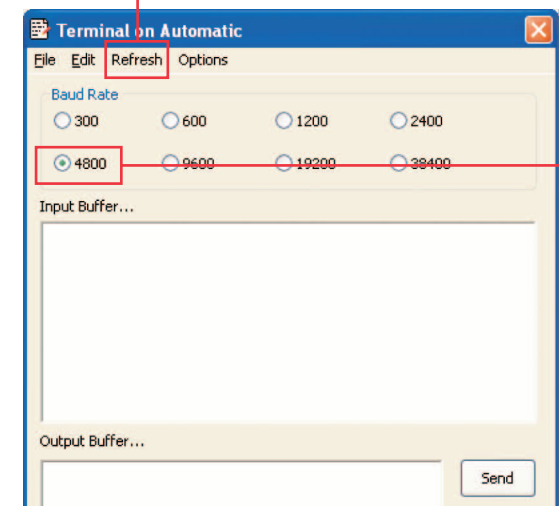 Terminal on Automatic
File Edit Refresh Options
Baud Rate
300 600 1200 2400
4800 9600 19200 38400
Input Buffer...
Output Buffer...
Send